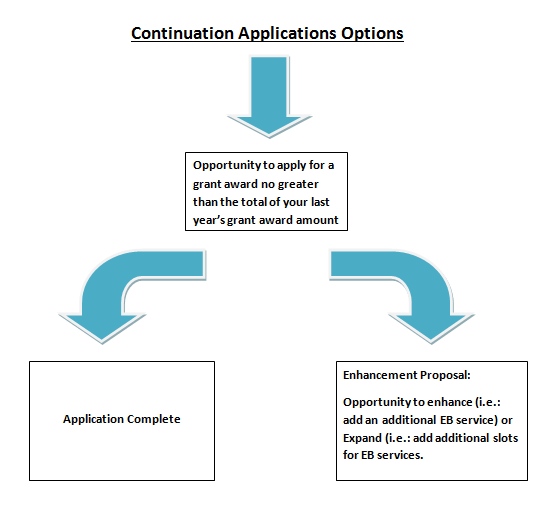 Continuation Applications Options
Opportunity to apply for a
grant award no greater
than the total of your last
year's grant award amount
Application Complete
Enhancement Proposal:
Opportunity to enhance (i.e.:
add an additional EB service) or
Expand (i.e.: add additional slots
for EB services.